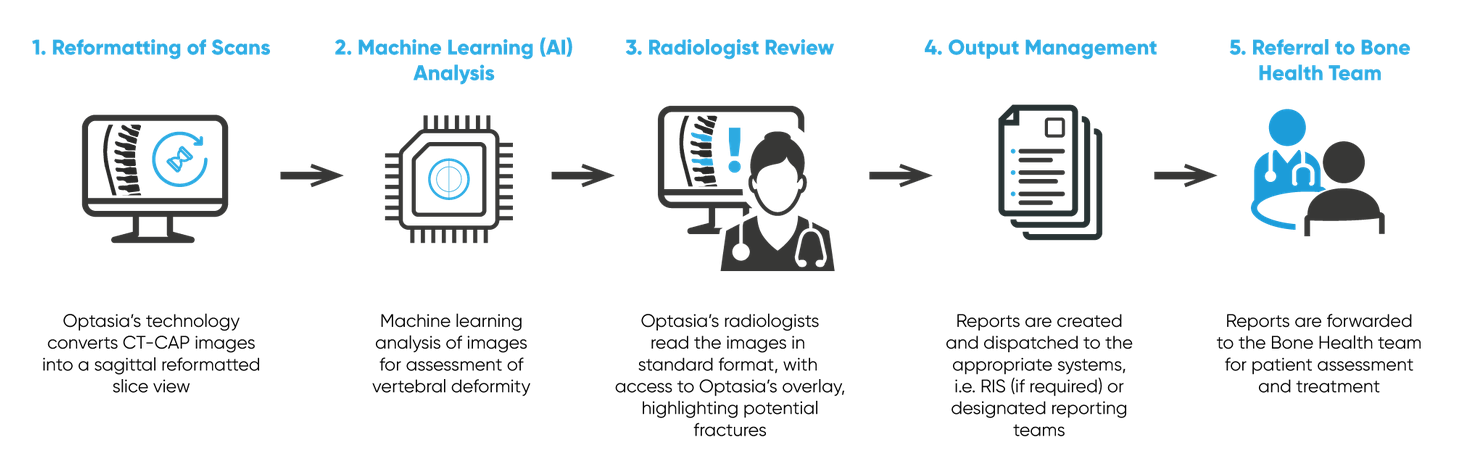 1. Reformatting of Scans
Optasia's technology
converts CT-CAP images
into a sagittal reformatted
slice view
2. Machine Learning (AI)
Analysis
Machine learning
analysis of images
for assessment of
vertebral deformity
3. Radiologist Review
Optasia's radiologists
read the images in
standard format, with
access to Optasia's overlay,
highlighting potential
fractures
4. Output Management
Reports are created
and dispatched to the
appropriate systems,
i.e. RIS (if required) or
designated reporting
teams
5. Referral to Bone
Health Team
Reports are forwarded
to the Bone Health team
for patient assessment
and treatment